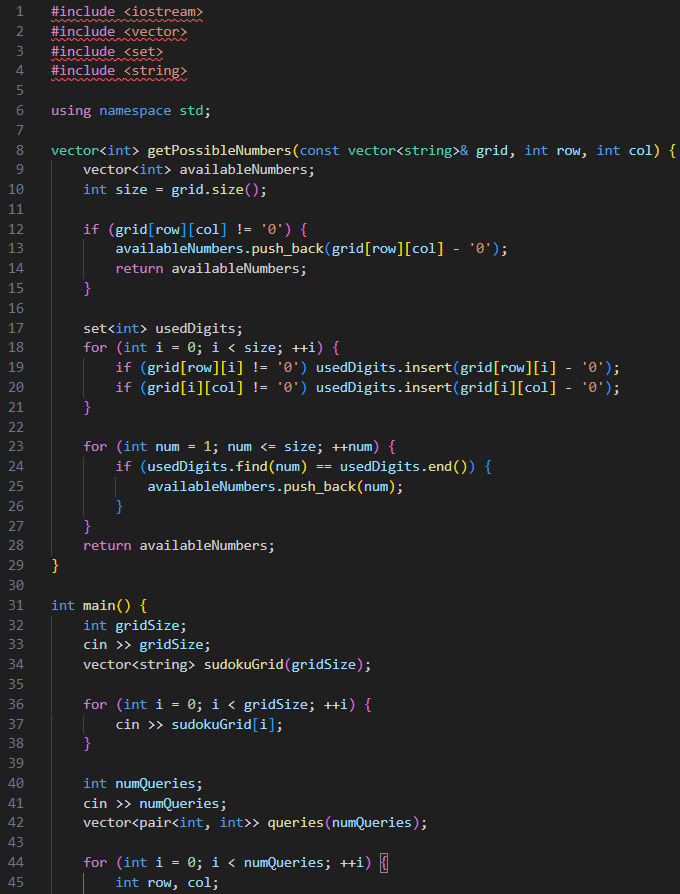 1 #include <iostream>
2 #include <vector>
3 #include <set>
4 #include <string>
5
6 using namespace std;
7
8 vector<int> getPossibleNumbers(const vector<string>& grid, int row, int col) {
9     vector<int> availableNumbers;
10     int size = grid.size();
11
12     if (grid[row][col] != '0') {
13         availableNumbers.push_back(grid[row][col] - '0');
14         return availableNumbers;
15     }
16
17     set<int> usedDigits;
18     for (int i = 0; i < size; ++i) {
19         if (grid[row][i] != '0') usedDigits.insert(grid[row][i] - '0');
20         if (grid[i][col] != '0') usedDigits.insert(grid[i][col] - '0');
21     }
22
23     for (int num = 1; num <= size; ++num) {
24         if (usedDigits.find(num) == usedDigits.end()) {
25             availableNumbers.push_back(num);
26         }
27     }
28     return availableNumbers;
29 }
30
31 int main() {
32     int gridSize;
33     cin >> gridSize;
34     vector<string> sudokuGrid(gridSize);
35
36     for (int i = 0; i < gridSize; ++i) {
37         cin >> sudokuGrid[i];
38     }
39
40     int numQueries;
41     cin >> numQueries;
42     vector<pair<int, int>> queries(numQueries);
43
44     for (int i = 0; i < numQueries; ++i) {
45         int row, col;